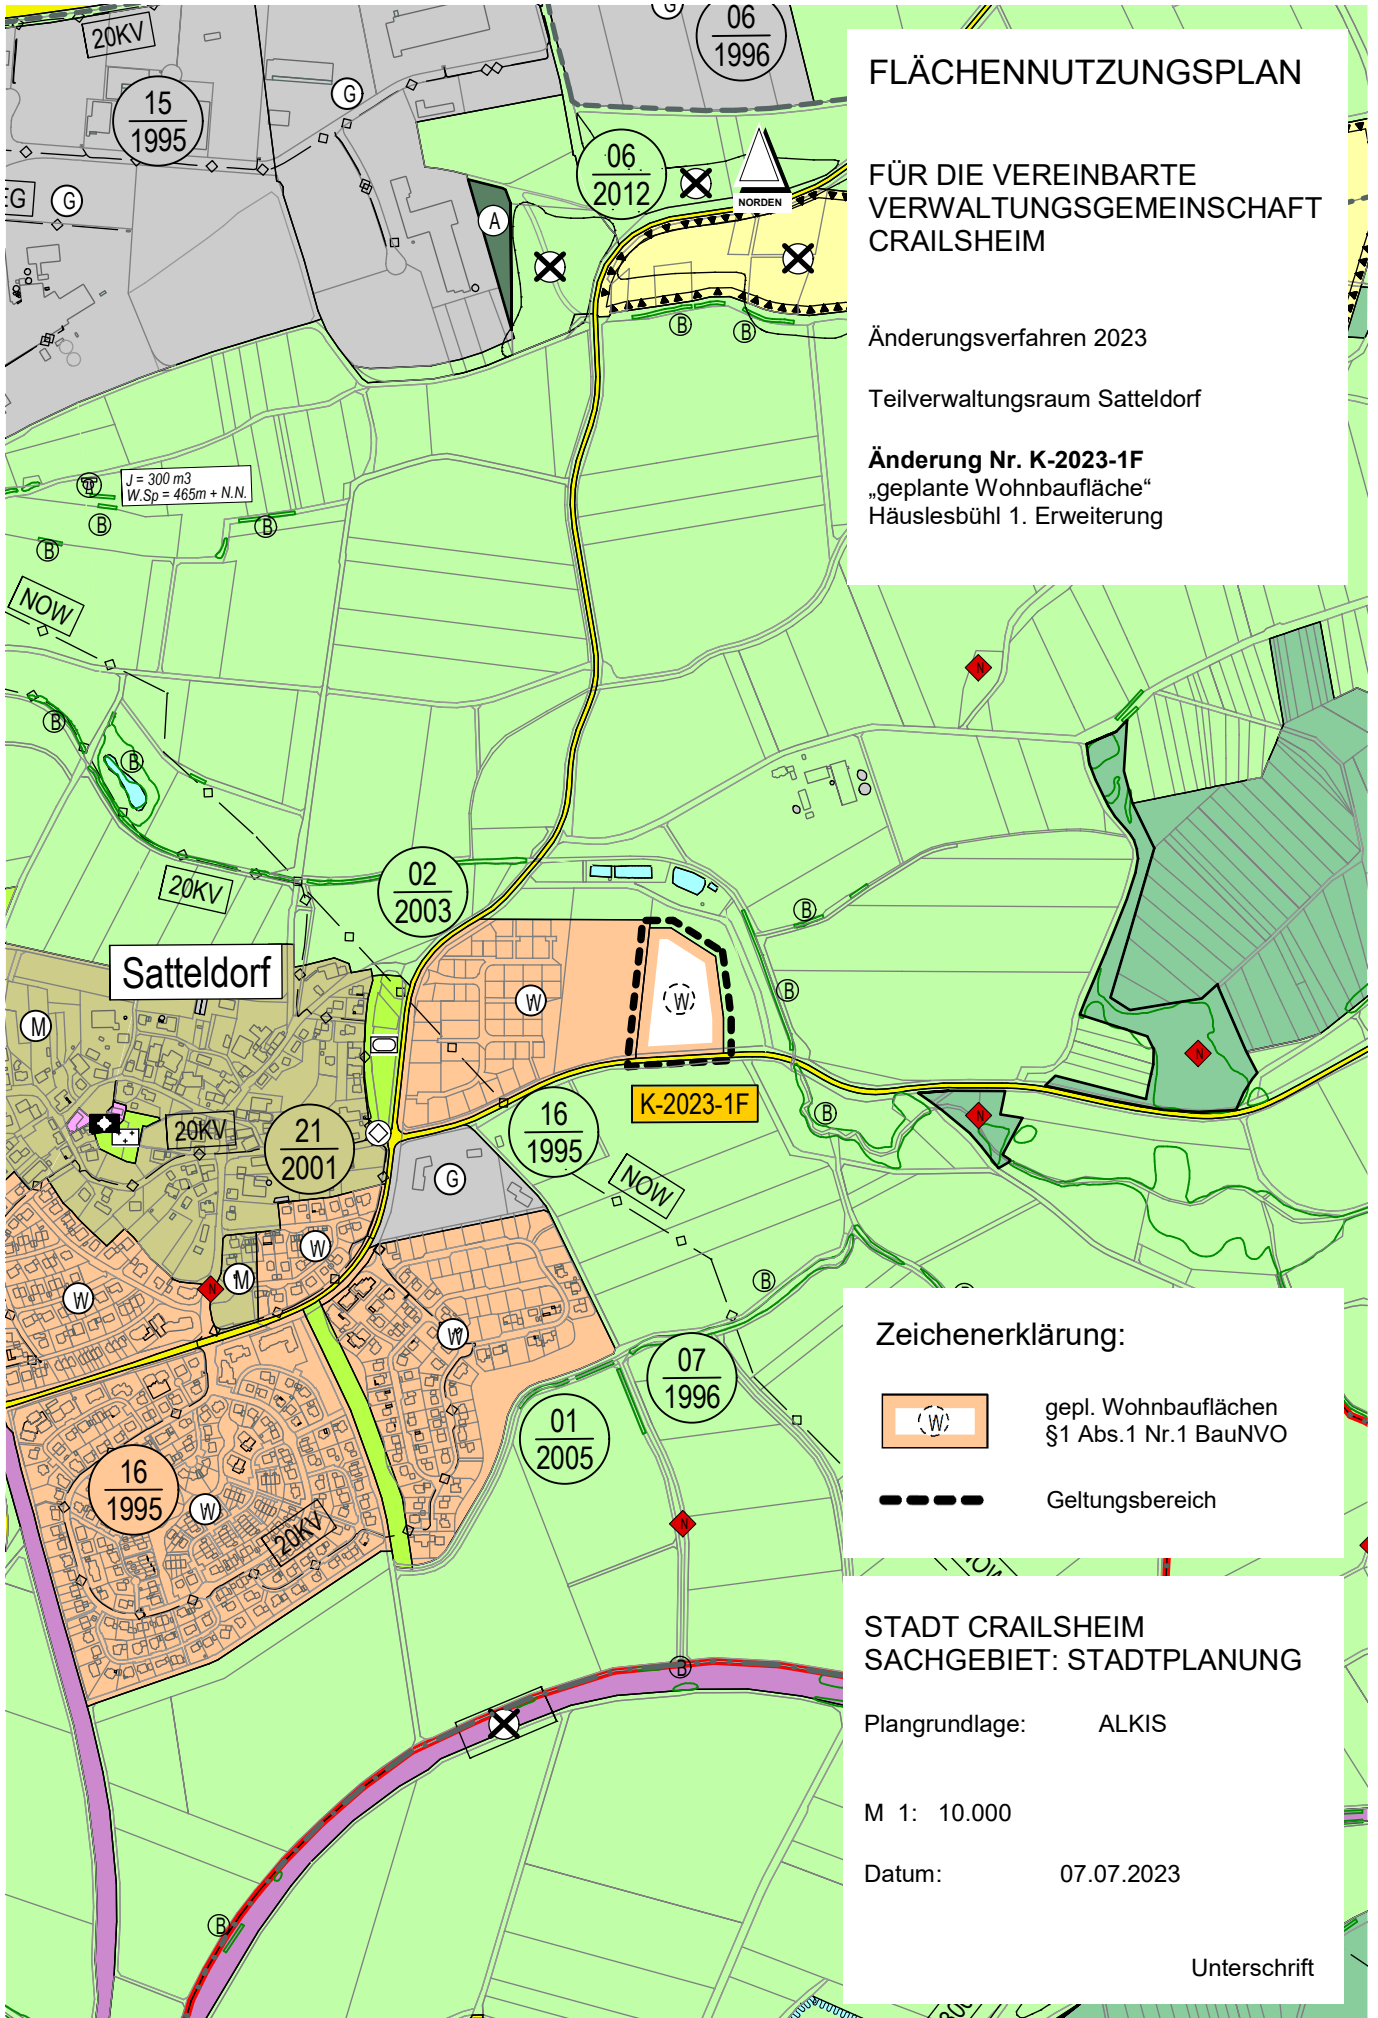 20KV
06
1996
G
15
1995
G
06
2012
NORDEN
EG
G
A
B
B
FLÄCHENNUTZUNGSPLAN
FÜR DIE VEREINBARTE
VERWALTUNGSGEMEINSCHAFT
CRAILSHEIM
Änderungsverfahren 2023
Teilverwaltungsraum Satteldorf
Änderung Nr. K-2023-1F
„geplante Wohnbaufläche“
Häuslesbühl 1. Erweiterung
J = 300 m3
W.Sp = 465m + N.N.
B
B
B
NOW
N
B
B
20KV
02
2003
B
Satteldorf
W
W
B
M
N
K-2023-1F
B
N
20KV
21
2001
16
1995
G
NOW
W
M
N
W
B
W
07
1996
01
2005
16
1995
W
20KV
N
B
B
Zeichenerklärung:
W
gepl. Wohnbauflächen
§1 Abs.1 Nr.1 BauNVO
Geltungsbereich
STADT CRAILSHEIM
SACHGEBIET: STADTPLANUNG
Plangrundlage: ALKIS
M 1: 10.000
Datum: 07.07.2023
Unterschrift